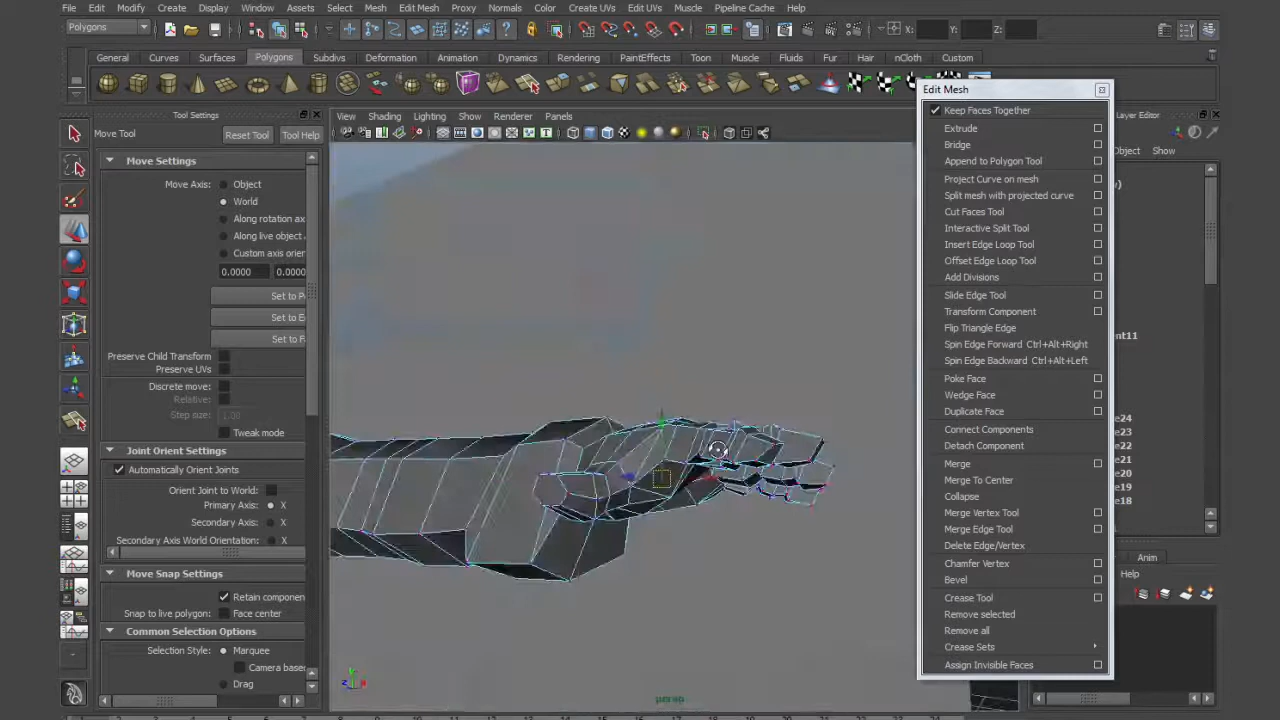 File Edit Modify Create Display Window Assets Select Mesh Edit Mesh Proxy Normals Color Create UVs Edit UVs Muscle Pipeline Cache Help
Polygons
X: Y: Z:
General Curves Surfaces Polygons Subdivs Deformation Animation Dynamics Rendering PaintEffects Toon Muscle Fluids Fur Hair nCloth Custom
Tool Settings
Move Tool
Reset Tool
Tool Help
Move Settings
Move Axis:
Object
World
Along rotation ax
Along live object
Custom axis orien
0.0000
0.0000
Set to P
Set to E
Set to F
Preserve Child Transform
Preserve UVs
Discrete move:
Relative:
Step size:
1.00
Tweak mode
Joint Orient Settings
Automatically Orient Joints
Orient Joint to World:
Primary Axis:
X
Secondary Axis:
X
Secondary Axis World Orientation:
X
Move Snap Settings
Retain componen
Snap to live polygon:
Face center
Common Selection Options
Selection Style:
Marquee
Camera base
Drag
View Shading Lighting Show Renderer Panels
persp
Edit Mesh
Keep Faces Together
Extrude
Bridge
Append to Polygon Tool
Project Curve on mesh
Split mesh with projected curve
Cut Faces Tool
Interactive Split Tool
Insert Edge Loop Tool
Offset Edge Loop Tool
Add Divisions
Slide Edge Tool
Transform Component
Flip Triangle Edge
Spin Edge Forward Ctrl+Alt+Right
Spin Edge Backward Ctrl+Alt+Left
Poke Face
Wedge Face
Duplicate Face
Connect Components
Detach Component
Merge
Merge To Center
Collapse
Merge Vertex Tool
Merge Edge Tool
Delete Edge/Vertex
Chamfer Vertex
Bevel
Crease Tool
Remove selected
Remove all
Crease Sets
Assign Invisible Faces
Layer Editor
Object Show
ent11
e24
e23
e22
e21
e20
e19
e18
Anim
Help